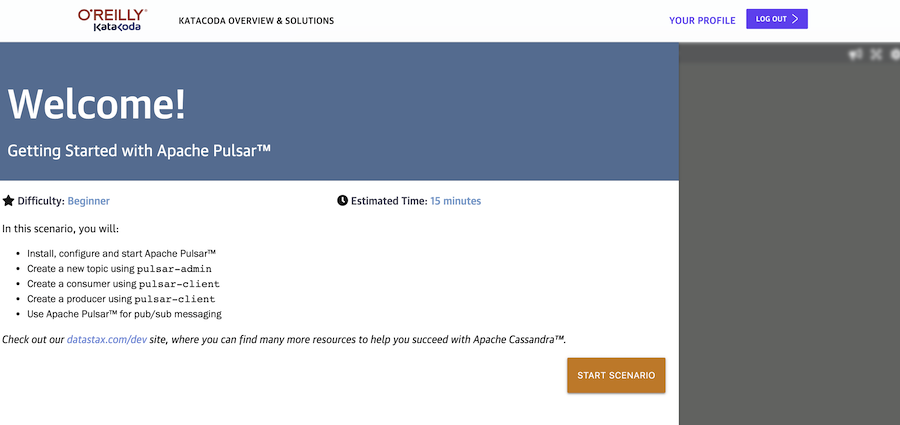 O'REILLY®
KataKoda
KATACODA OVERVIEW & SOLUTIONS
YOUR PROFILE
LOG OUT
Welcome!
Getting Started with Apache Pulsar™
Difficulty: Beginner
Estimated Time: 15 minutes
In this scenario, you will:
• Install, configure and start Apache Pulsar™
• Create a new topic using pulsar-admin
• Create a consumer using pulsar-client
• Create a producer using pulsar-client
• Use Apache Pulsar™ for pub/sub messaging
Check out our datastax.com/dev site, where you can find many more resources to help you succeed with Apache Cassandra™.
START SCENARIO